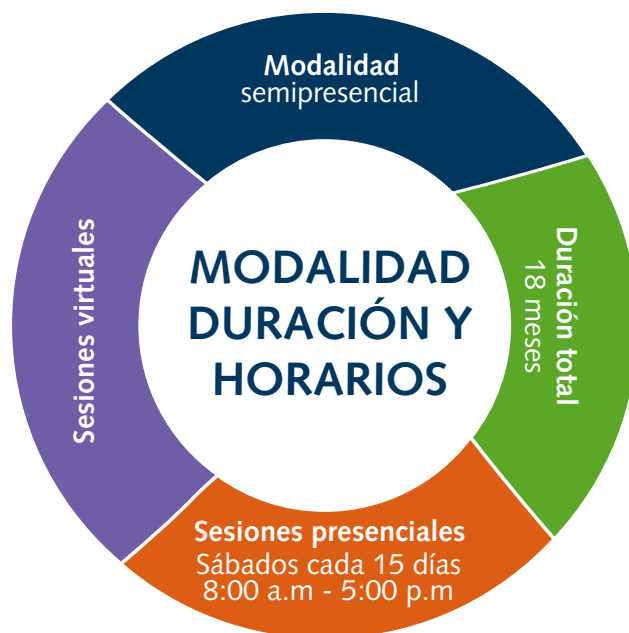 Modalidad
semipresencial
Duración total
18 meses
Sesiones presenciales
Sábados cada 15 días
8:00 a.m - 5:00 p.m
Sesiones virtuales
MODALIDAD
DURACIÓN Y
HORARIOS